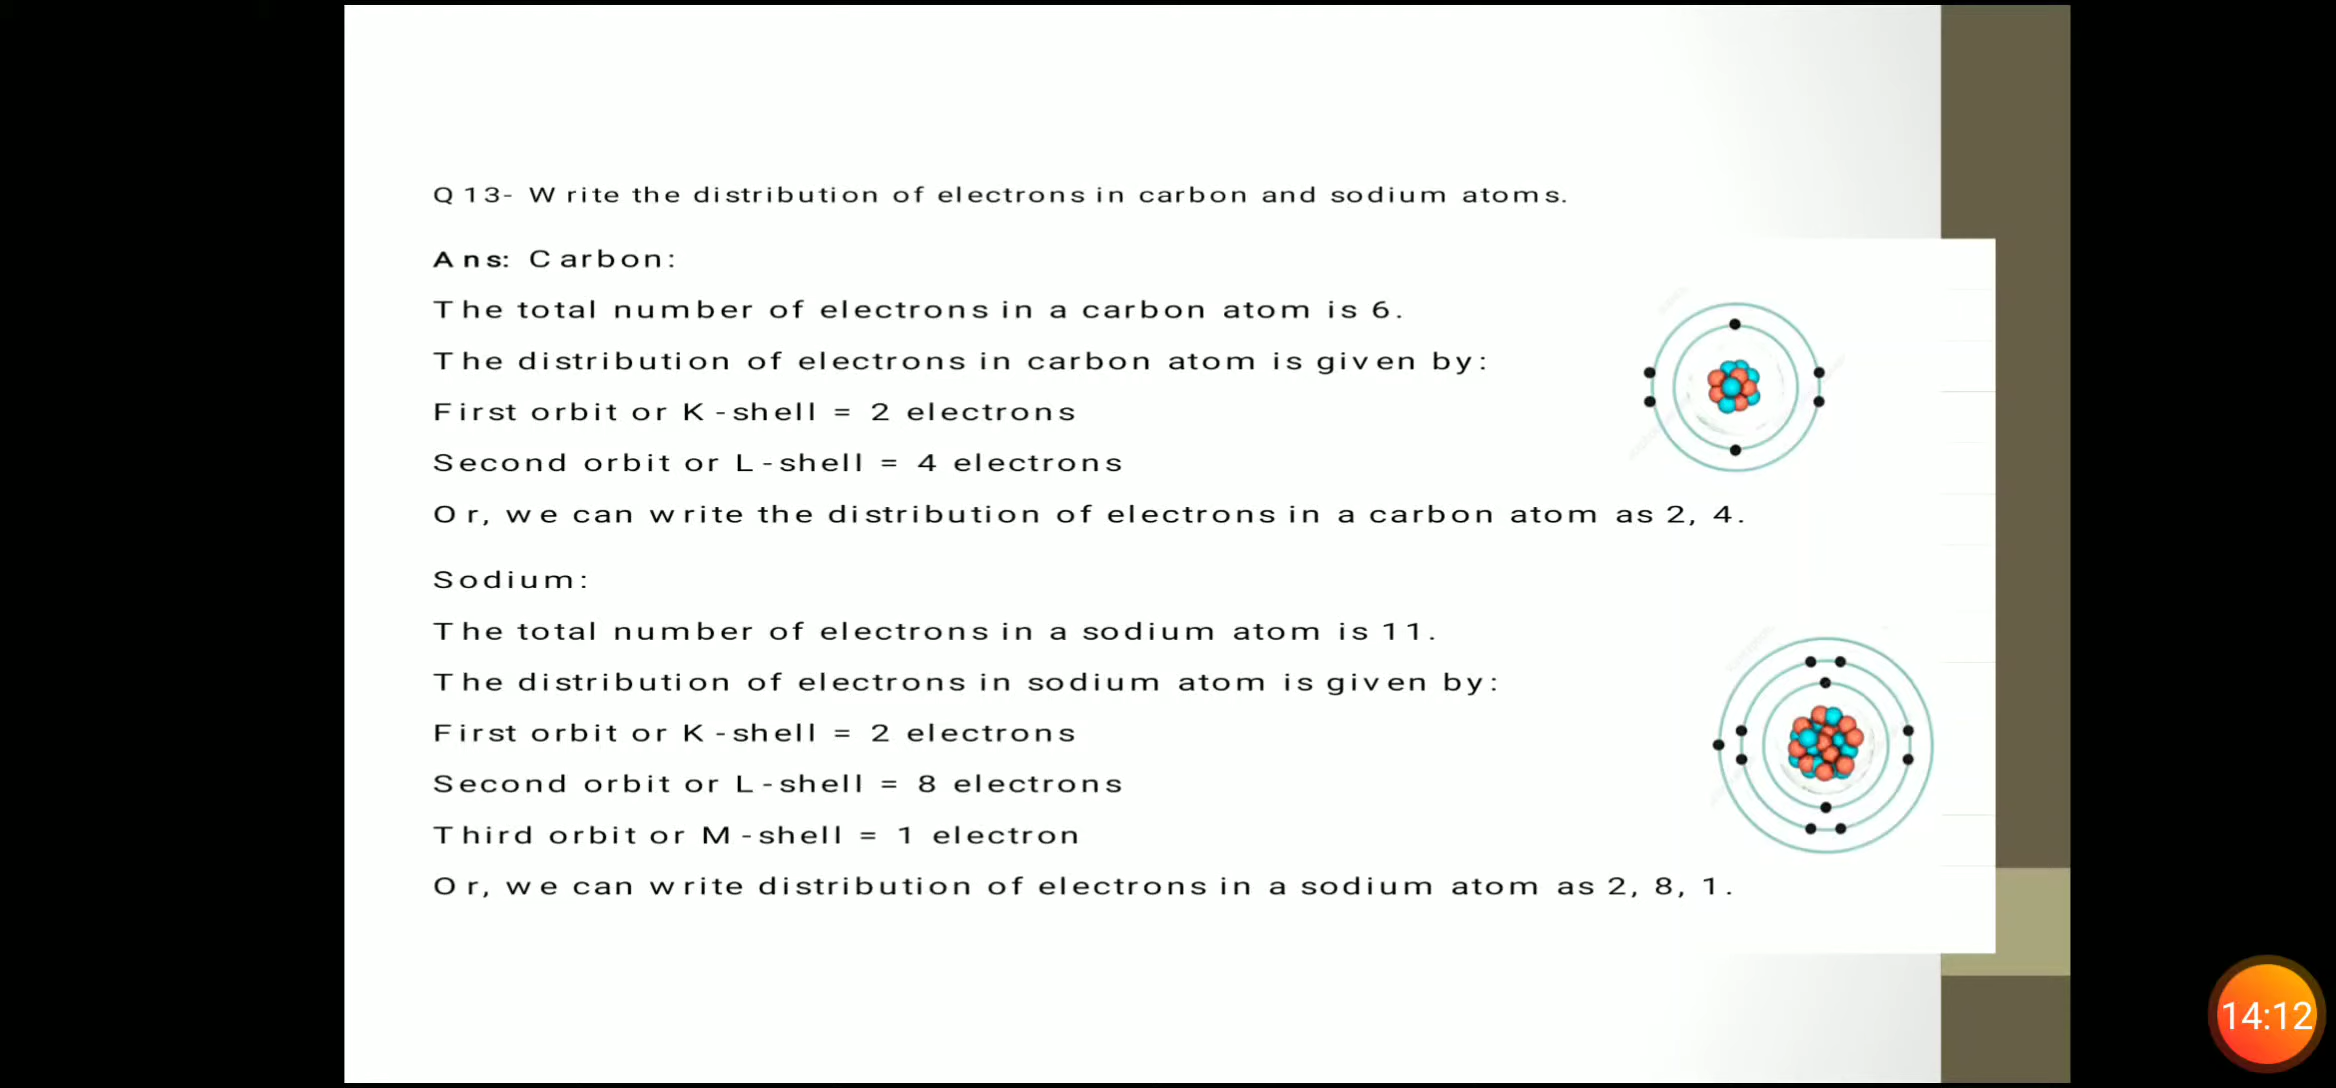 Q13- Write the distribution of electrons in carbon and sodium atoms.
Ans: Carbon:
The total number of electrons in a carbon atom is 6.
The distribution of electrons in carbon atom is given by:
First orbit or K-shell = 2 electrons
Second orbit or L-shell = 4 electrons
Or, we can write the distribution of electrons in a carbon atom as 2, 4.
Sodium:
The total number of electrons in a sodium atom is 11.
The distribution of electrons in sodium atom is given by:
First orbit or K-shell = 2 electrons
Second orbit or L-shell = 8 electrons
Third orbit or M-shell = 1 electron
Or, we can write distribution of electrons in a sodium atom as 2, 8, 1.
14:12